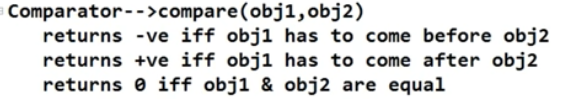 Comparator-->compare(obj1,obj2)
returns -ve iff obj1 has to come before obj2
returns +ve iff obj1 has to come after obj2
returns 0 iff obj1 & obj2 are equal